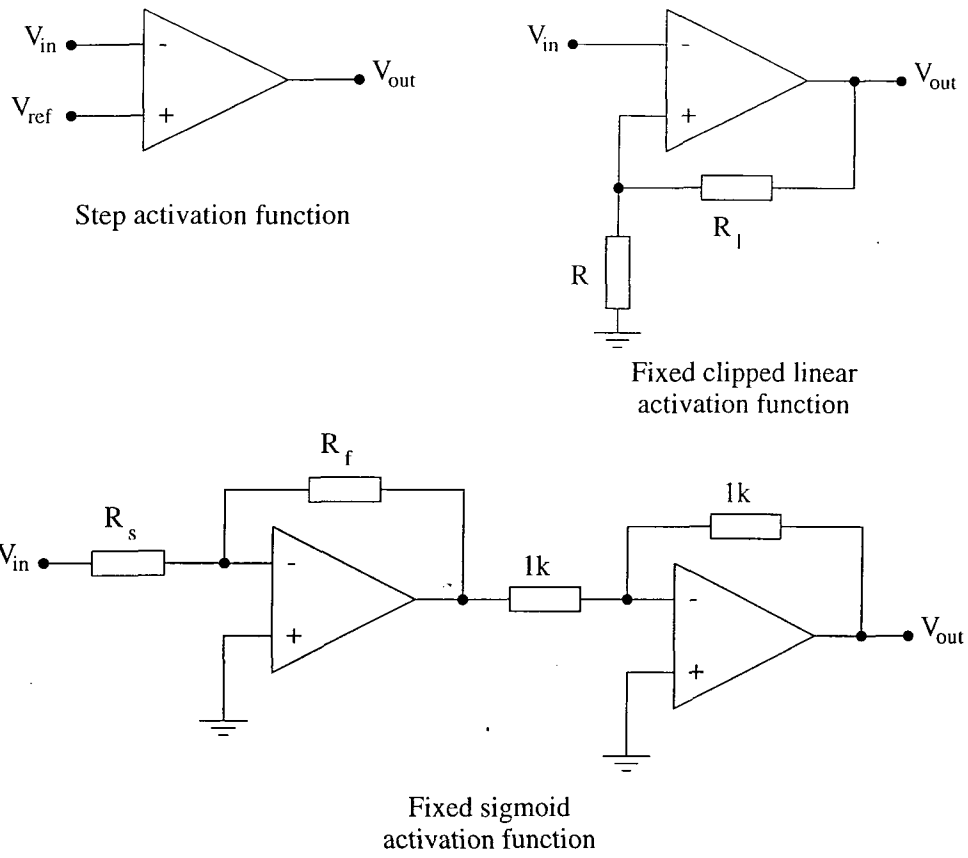 V_in
-
V_out
V_ref
+
Step activation function
V_in
-
V_out
+
R_l
R
Fixed clipped linear
activation function
R_f
R_s
V_in
-
+
1k
1k
-
V_out
+
Fixed sigmoid
activation function